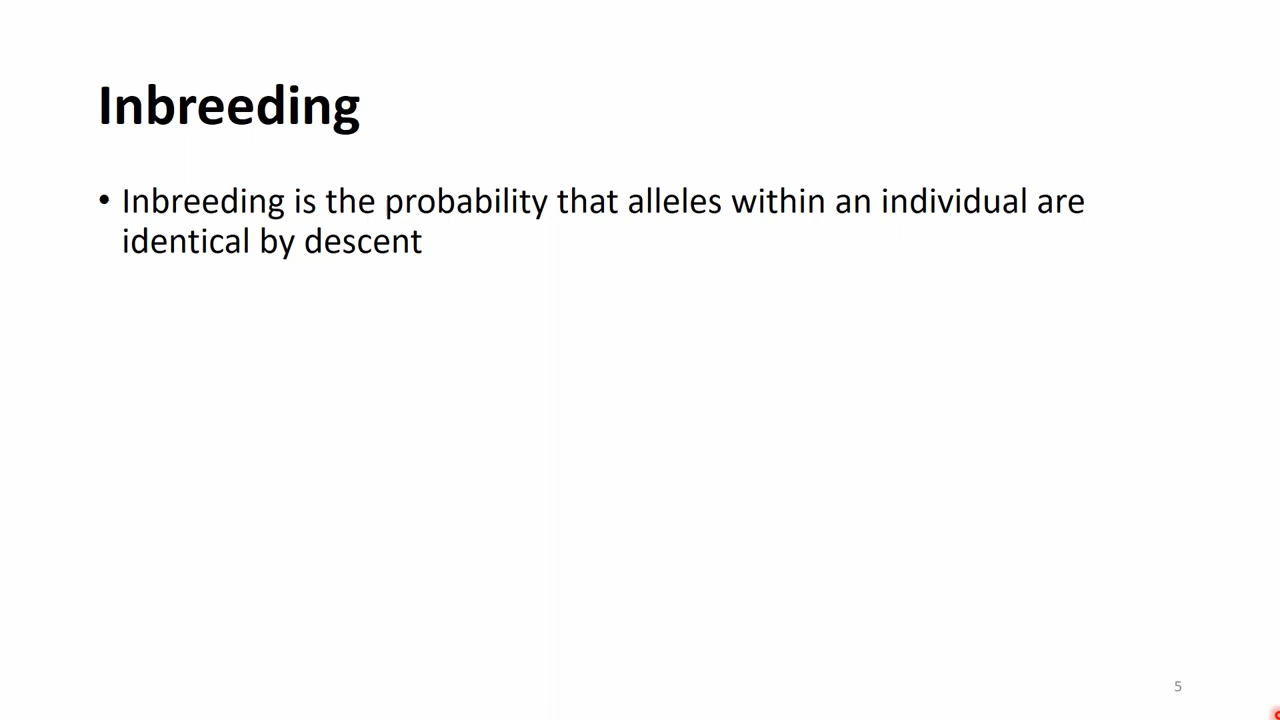 Inbreeding
• Inbreeding is the probability that alleles within an individual are
identical by descent
5